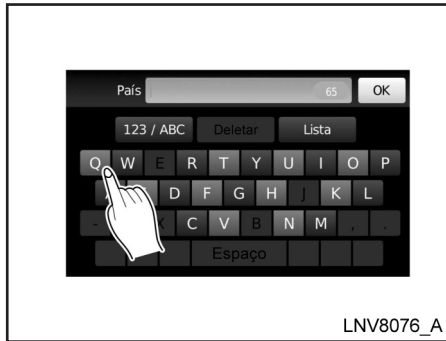 País 65 OK
123 / ABC Deletar Lista
Q W E R T Y U I O P
D F G H J K L
- X C V B N M , .
Espaço
LNV8076_A